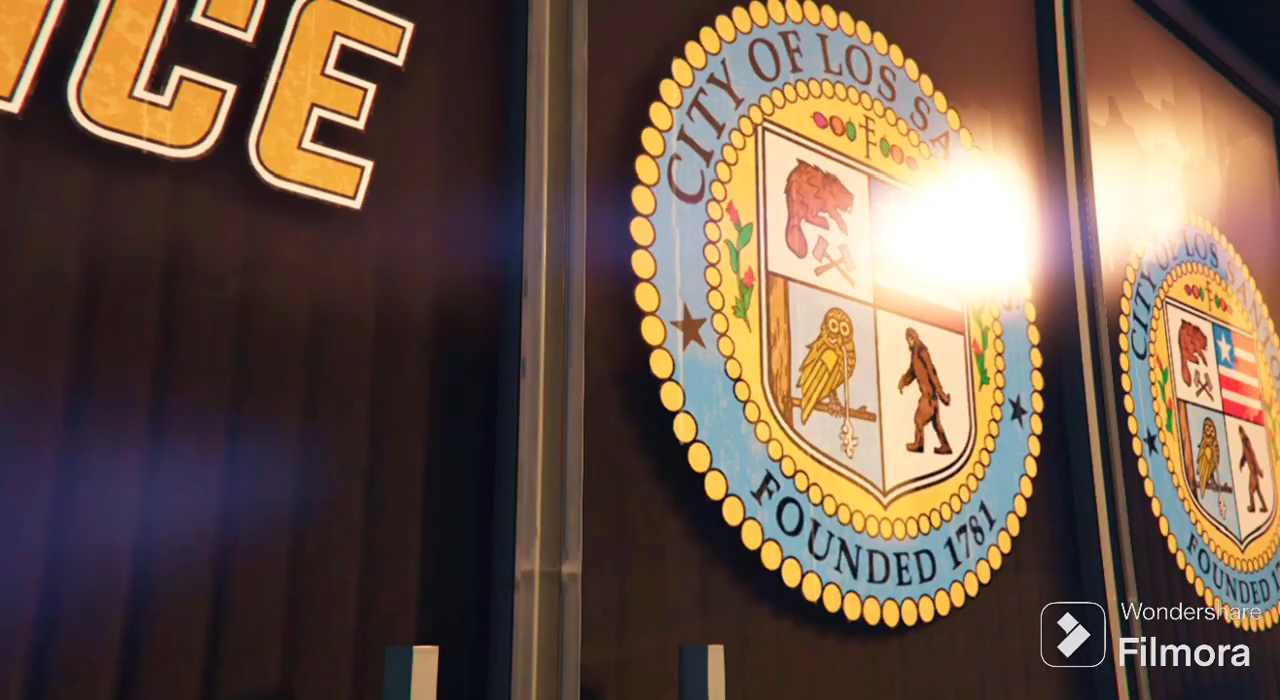 ICE
CITY OF LOS SA
FOUNDED 1781
CITY OF LOS SA
FOUNDED 1
Wondershare
Filmora